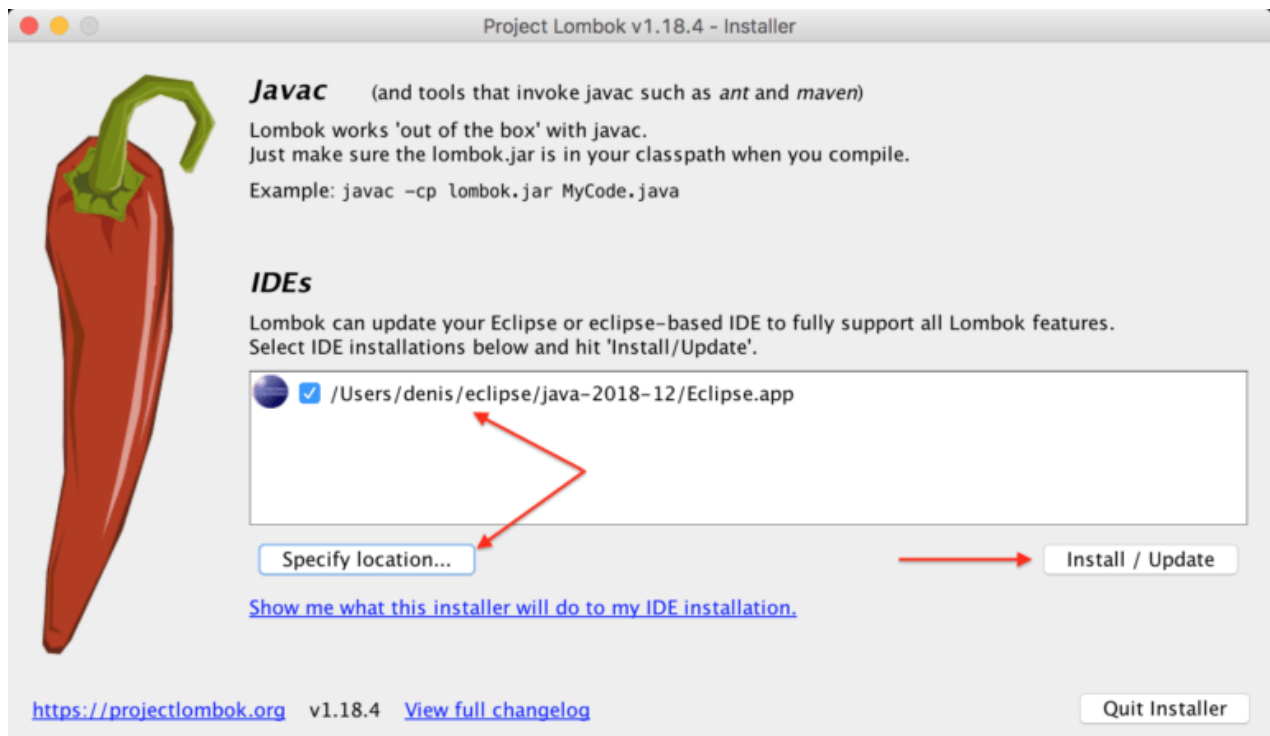 Project Lombok v1.18.4 - Installer
Javac (and tools that invoke javac such as ant and maven)
Lombok works 'out of the box' with javac.
Just make sure the lombok.jar is in your classpath when you compile.
Example: javac -cp lombok.jar MyCode.java
IDEs
Lombok can update your Eclipse or eclipse-based IDE to fully support all Lombok features.
Select IDE installations below and hit 'Install/Update'.
/Users/denis/eclipse/java-2018-12/Eclipse.app
Specify location... Install / Update
Show me what this installer will do to my IDE installation.
https://projectlombok.org v1.18.4 View full changelog Quit Installer